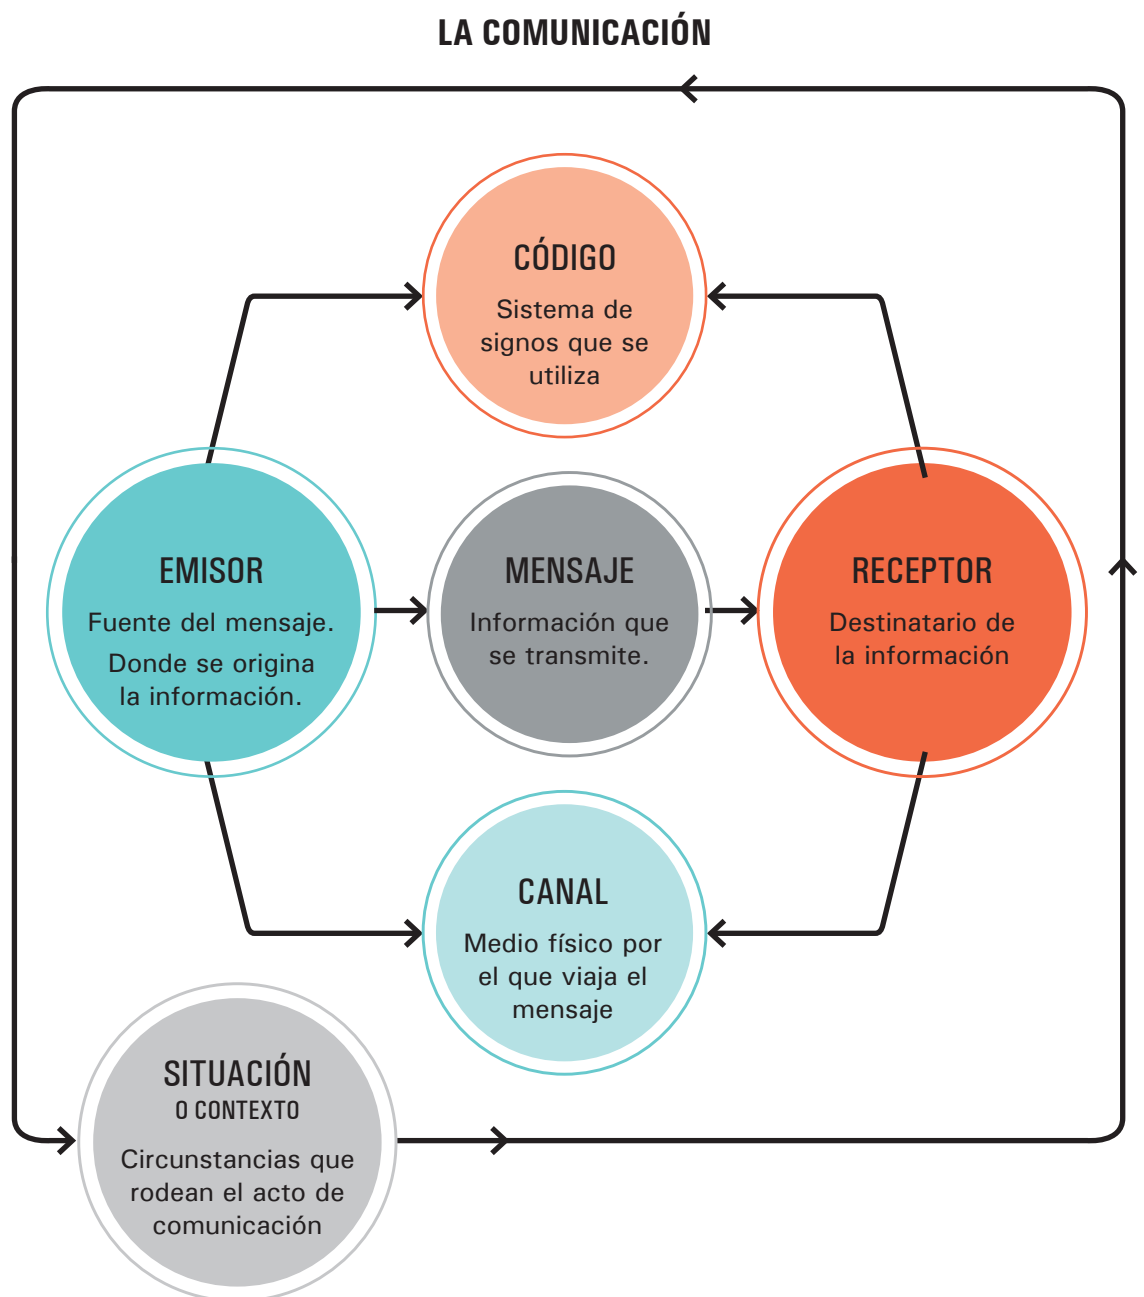 LA COMUNICACIÓN
CÓDIGO
Sistema de
signos que se
utiliza
EMISOR
Fuente del mensaje.
Donde se origina
la información.
MENSAJE
Información que
se transmite.
RECEPTOR
Destinatario de
la información
CANAL
Medio físico por
el que viaja el
mensaje
SITUACIÓN
O CONTEXTO
Circunstancias que
rodean el acto de
comunicación